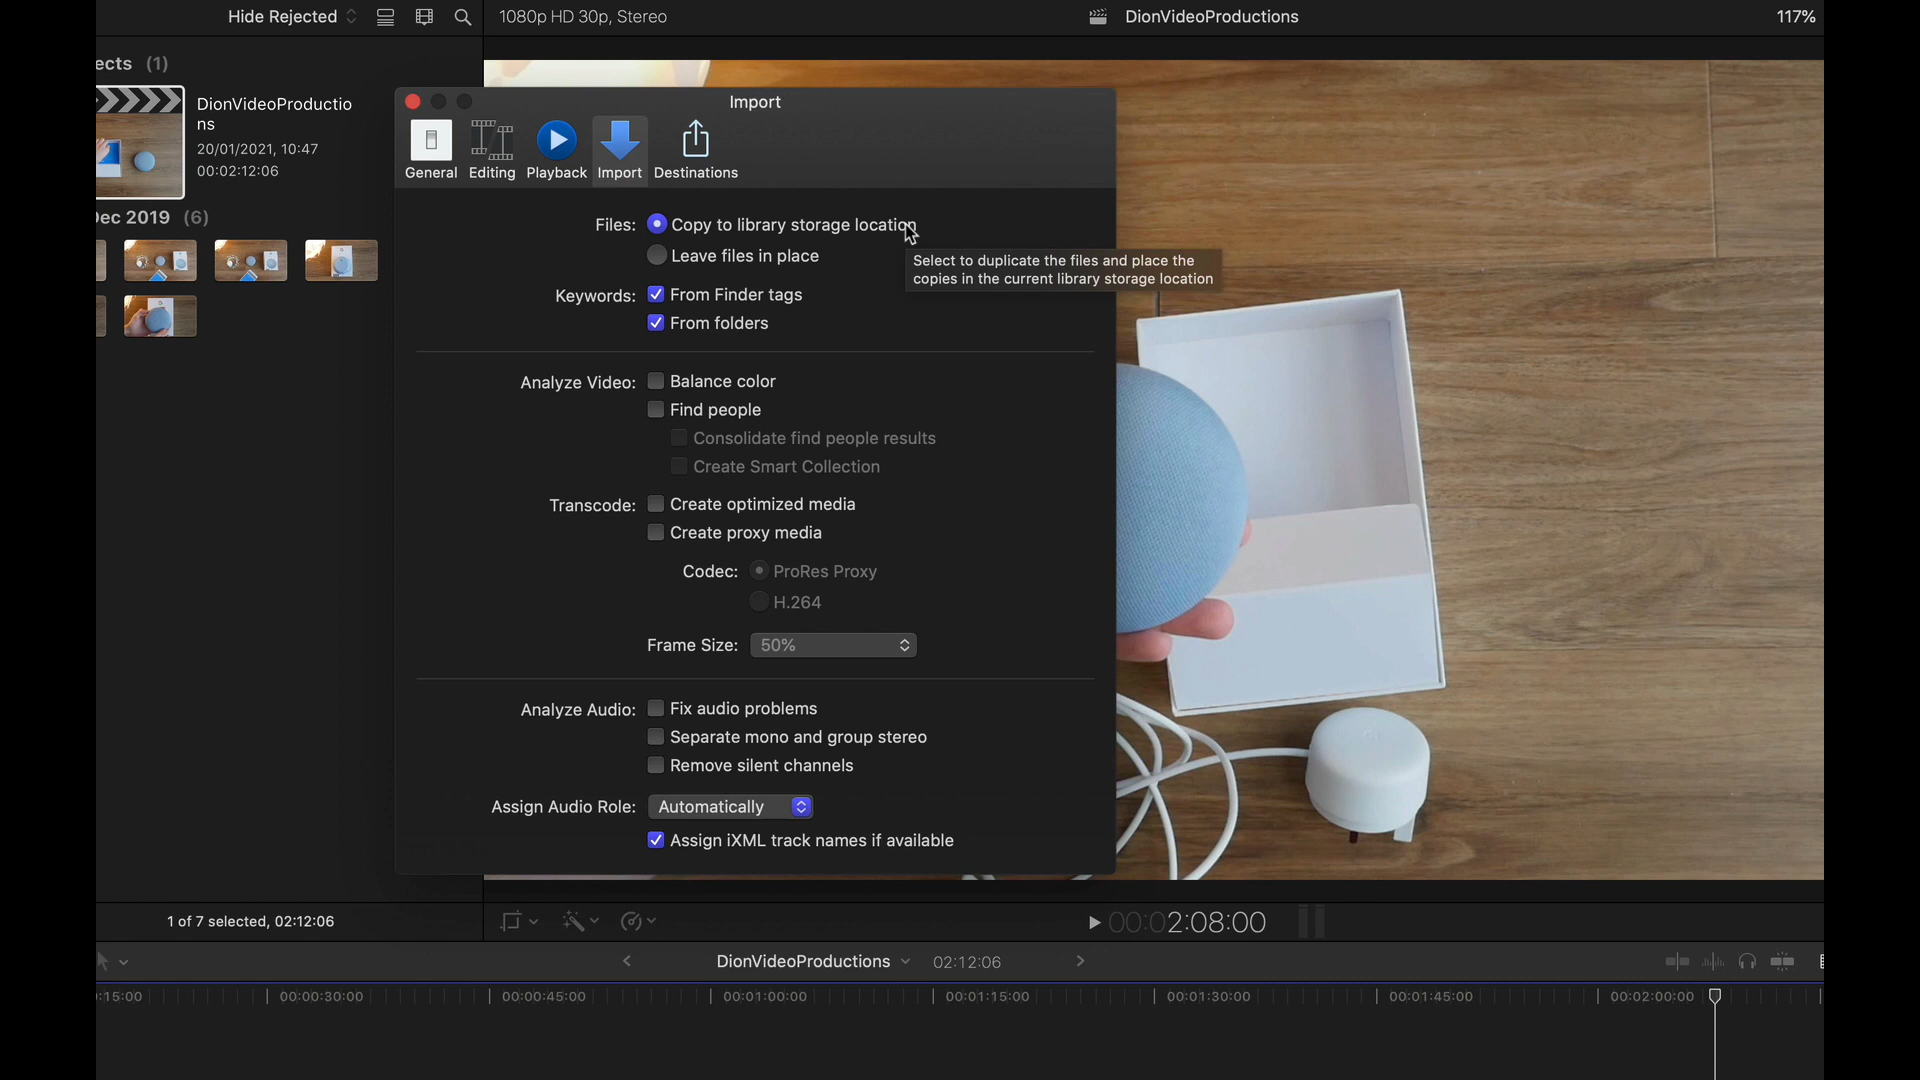 Hide Rejected
1080p HD 30p, Stereo
DionVideoProductions
117%
ects (1)
DionVideoProductio
ns
20/01/2021, 10:47
00:02:12:06
Dec 2019 (6)
Import
General
Editing
Playback
Import
Destinations
Files: Copy to library storage location
Leave files in place
Select to duplicate the files and place the
copies in the current library storage location
Keywords: From Finder tags
From folders
Analyze Video: Balance color
Find people
Consolidate find people results
Create Smart Collection
Transcode: Create optimized media
Create proxy media
Codec: ProRes Proxy
H.264
Frame Size: 50%
Analyze Audio: Fix audio problems
Separate mono and group stereo
Remove silent channels
Assign Audio Role: Automatically
Assign iXML track names if available
1 of 7 selected, 02:12:06
00:02:08:00
DionVideoProductions
02:12:06
:15:00
00:00:30:00
00:00:45:00
00:01:00:00
00:01:15:00
00:01:30:00
00:01:45:00
00:02:00:00